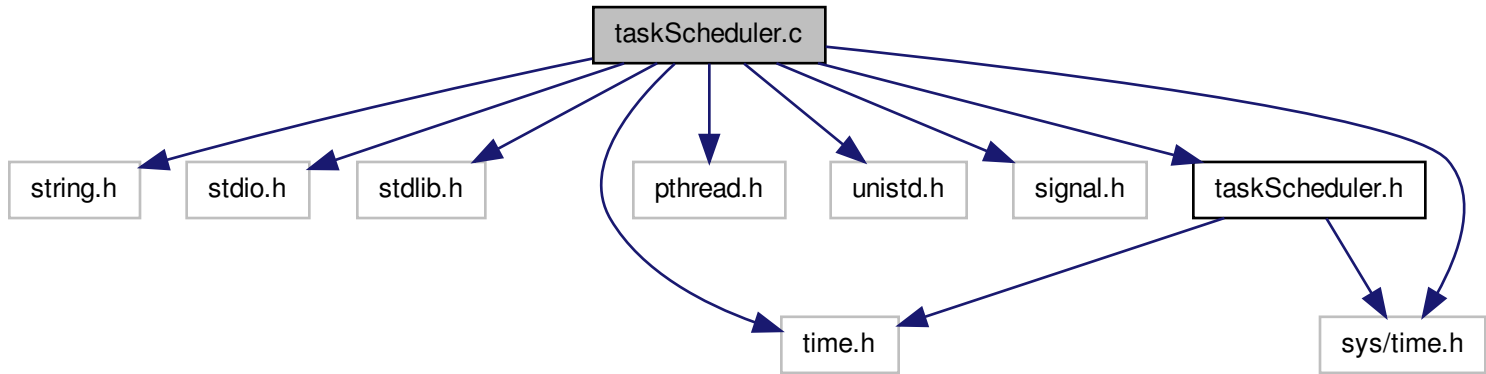 taskScheduler.c
string.h
stdio.h
stdlib.h
pthread.h
unistd.h
signal.h
taskScheduler.h
time.h
sys/time.h